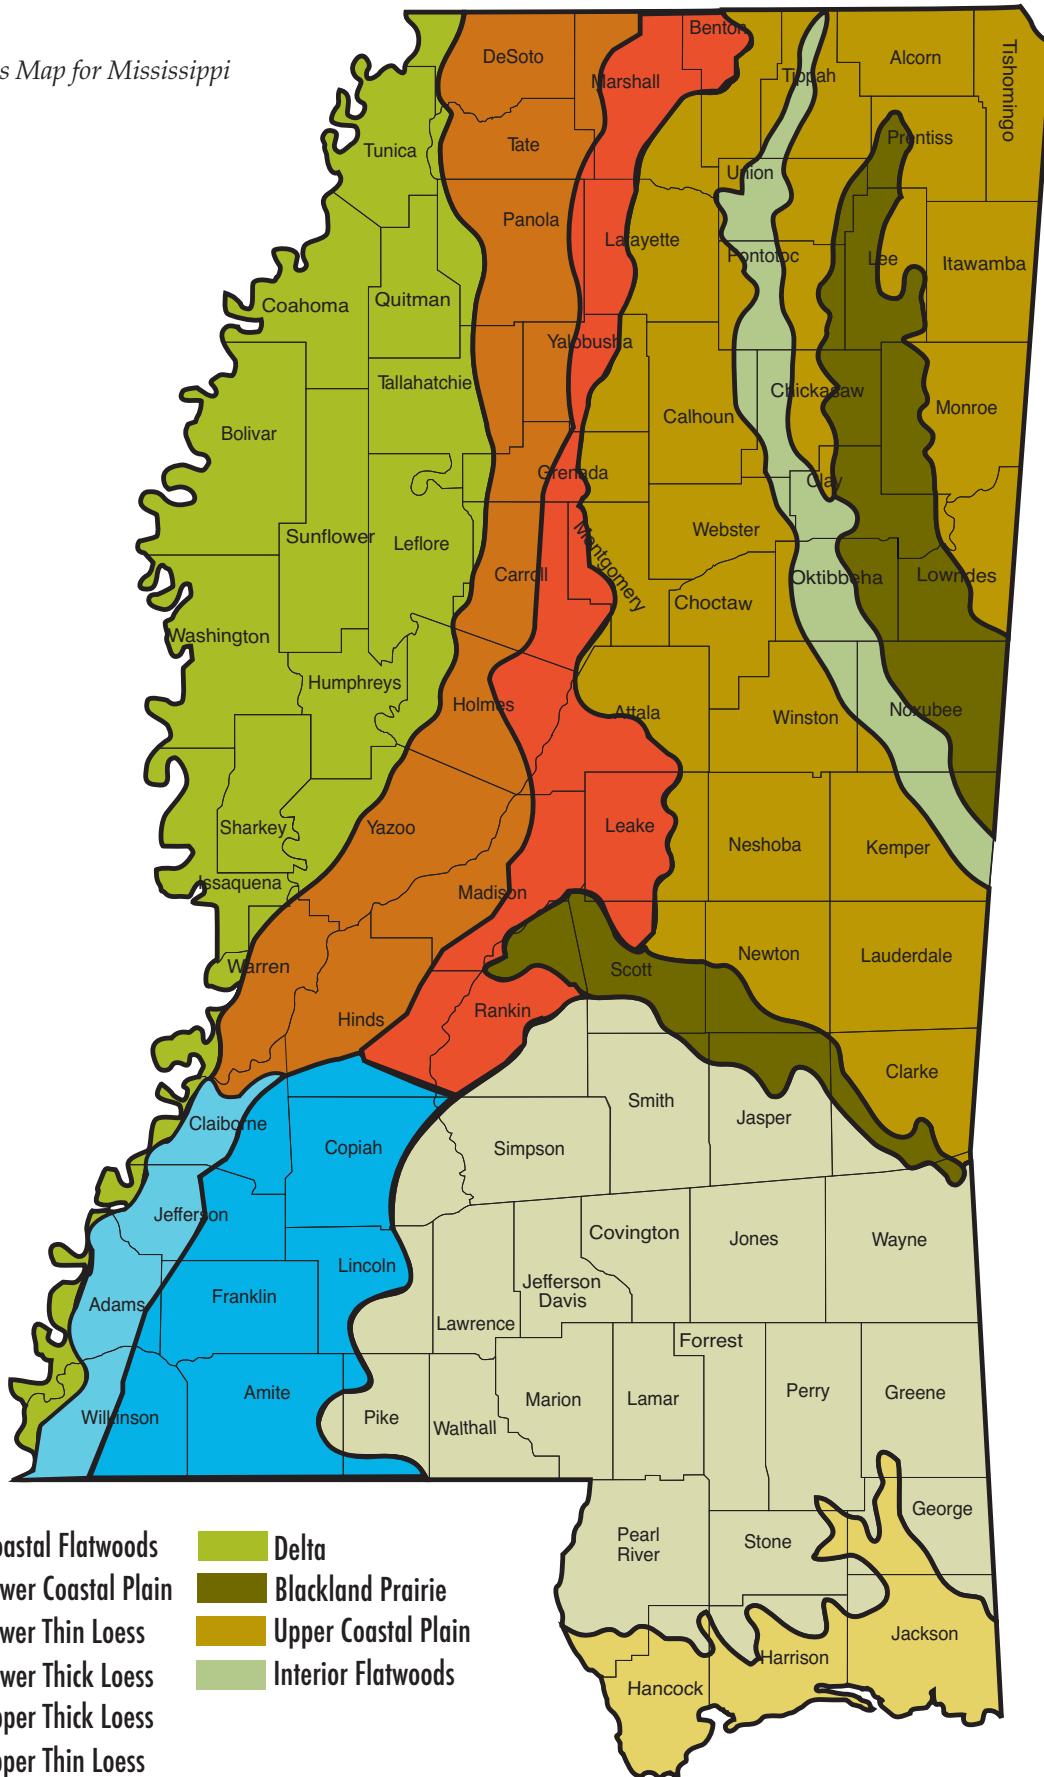 s Map for Mississippi
DeSoto
Benton
Marshall
Tippah
Alcorn
Tishomingo
Tunica
Tate
Prentiss
Union
Panola
Lafayette
Pontotoc
Lee
Itawamba
Coahoma
Quitman
Yalobusha
Tallahatchie
Chickasaw
Calhoun
Monroe
Bolivar
Grenada
Clay
Sunflower
Leflore
Webster
Montgomery
Carroll
Oktibbeha
Lowndes
Choctaw
Washington
Humphreys
Holmes
Attala
Winston
Noxubee
Sharkey
Yazoo
Leake
Neshoba
Kemper
Issaquena
Madison
Warren
Scott
Newton
Lauderdale
Hinds
Rankin
Clarke
Claiborne
Copiah
Simpson
Smith
Jasper
Jefferson
Covington
Jones
Wayne
Lincoln
Jefferson
Davis
Adams
Franklin
Lawrence
Forrest
Amite
Wilkinson
Pike
Walthall
Marion
Lamar
Perry
Greene
George
Pearl
River
Stone
Jackson
Harrison
Hancock
oastal Flatwoods
wer Coastal Plain
wer Thin Loess
wer Thick Loess
pper Thick Loess
pper Thin Loess
Delta
Blackland Prairie
Upper Coastal Plain
Interior Flatwoods